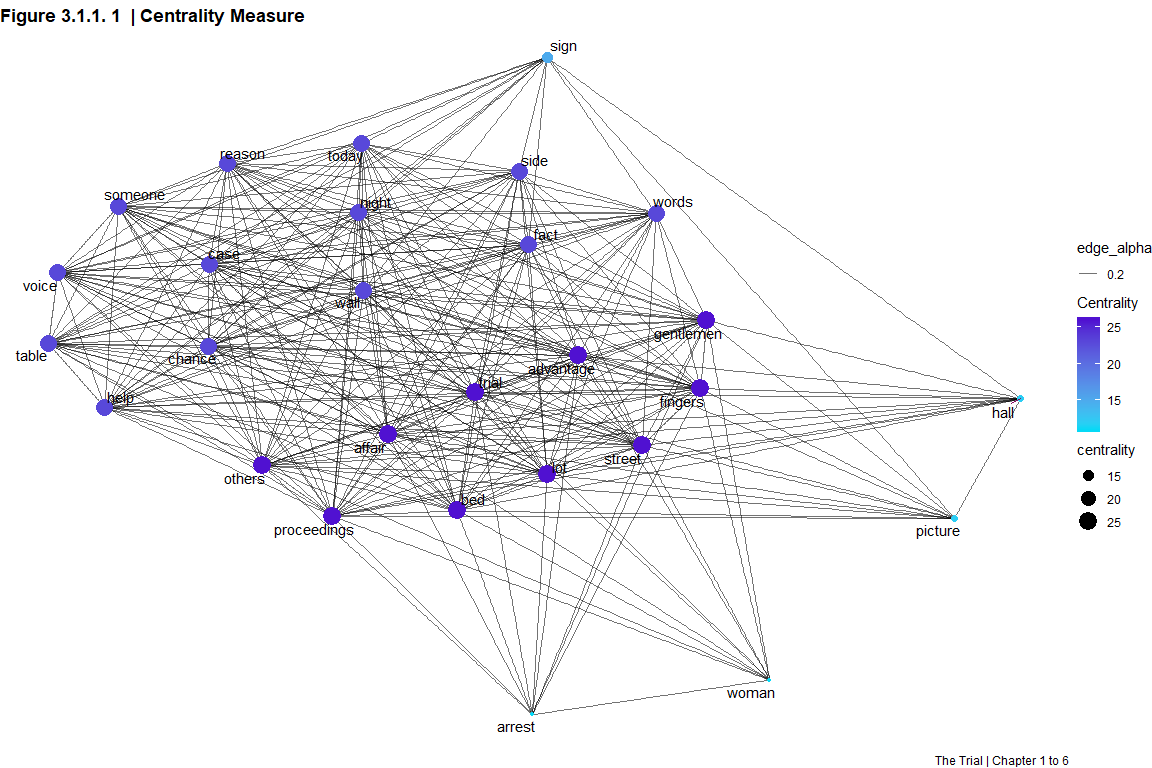 Figure 3.1.1. 1 | Centrality Measure
sign
reason
today
side
someone
night
words
fact
case
voice
wall
gentlemen
table
chance
advantage
trial
help
fingers
hall
affair
street
others
lot
bed
proceedings
picture
woman
arrest
edge_alpha
0.2
Centrality
25
20
15
centrality
15
20
25
The Trial | Chapter 1 to 6